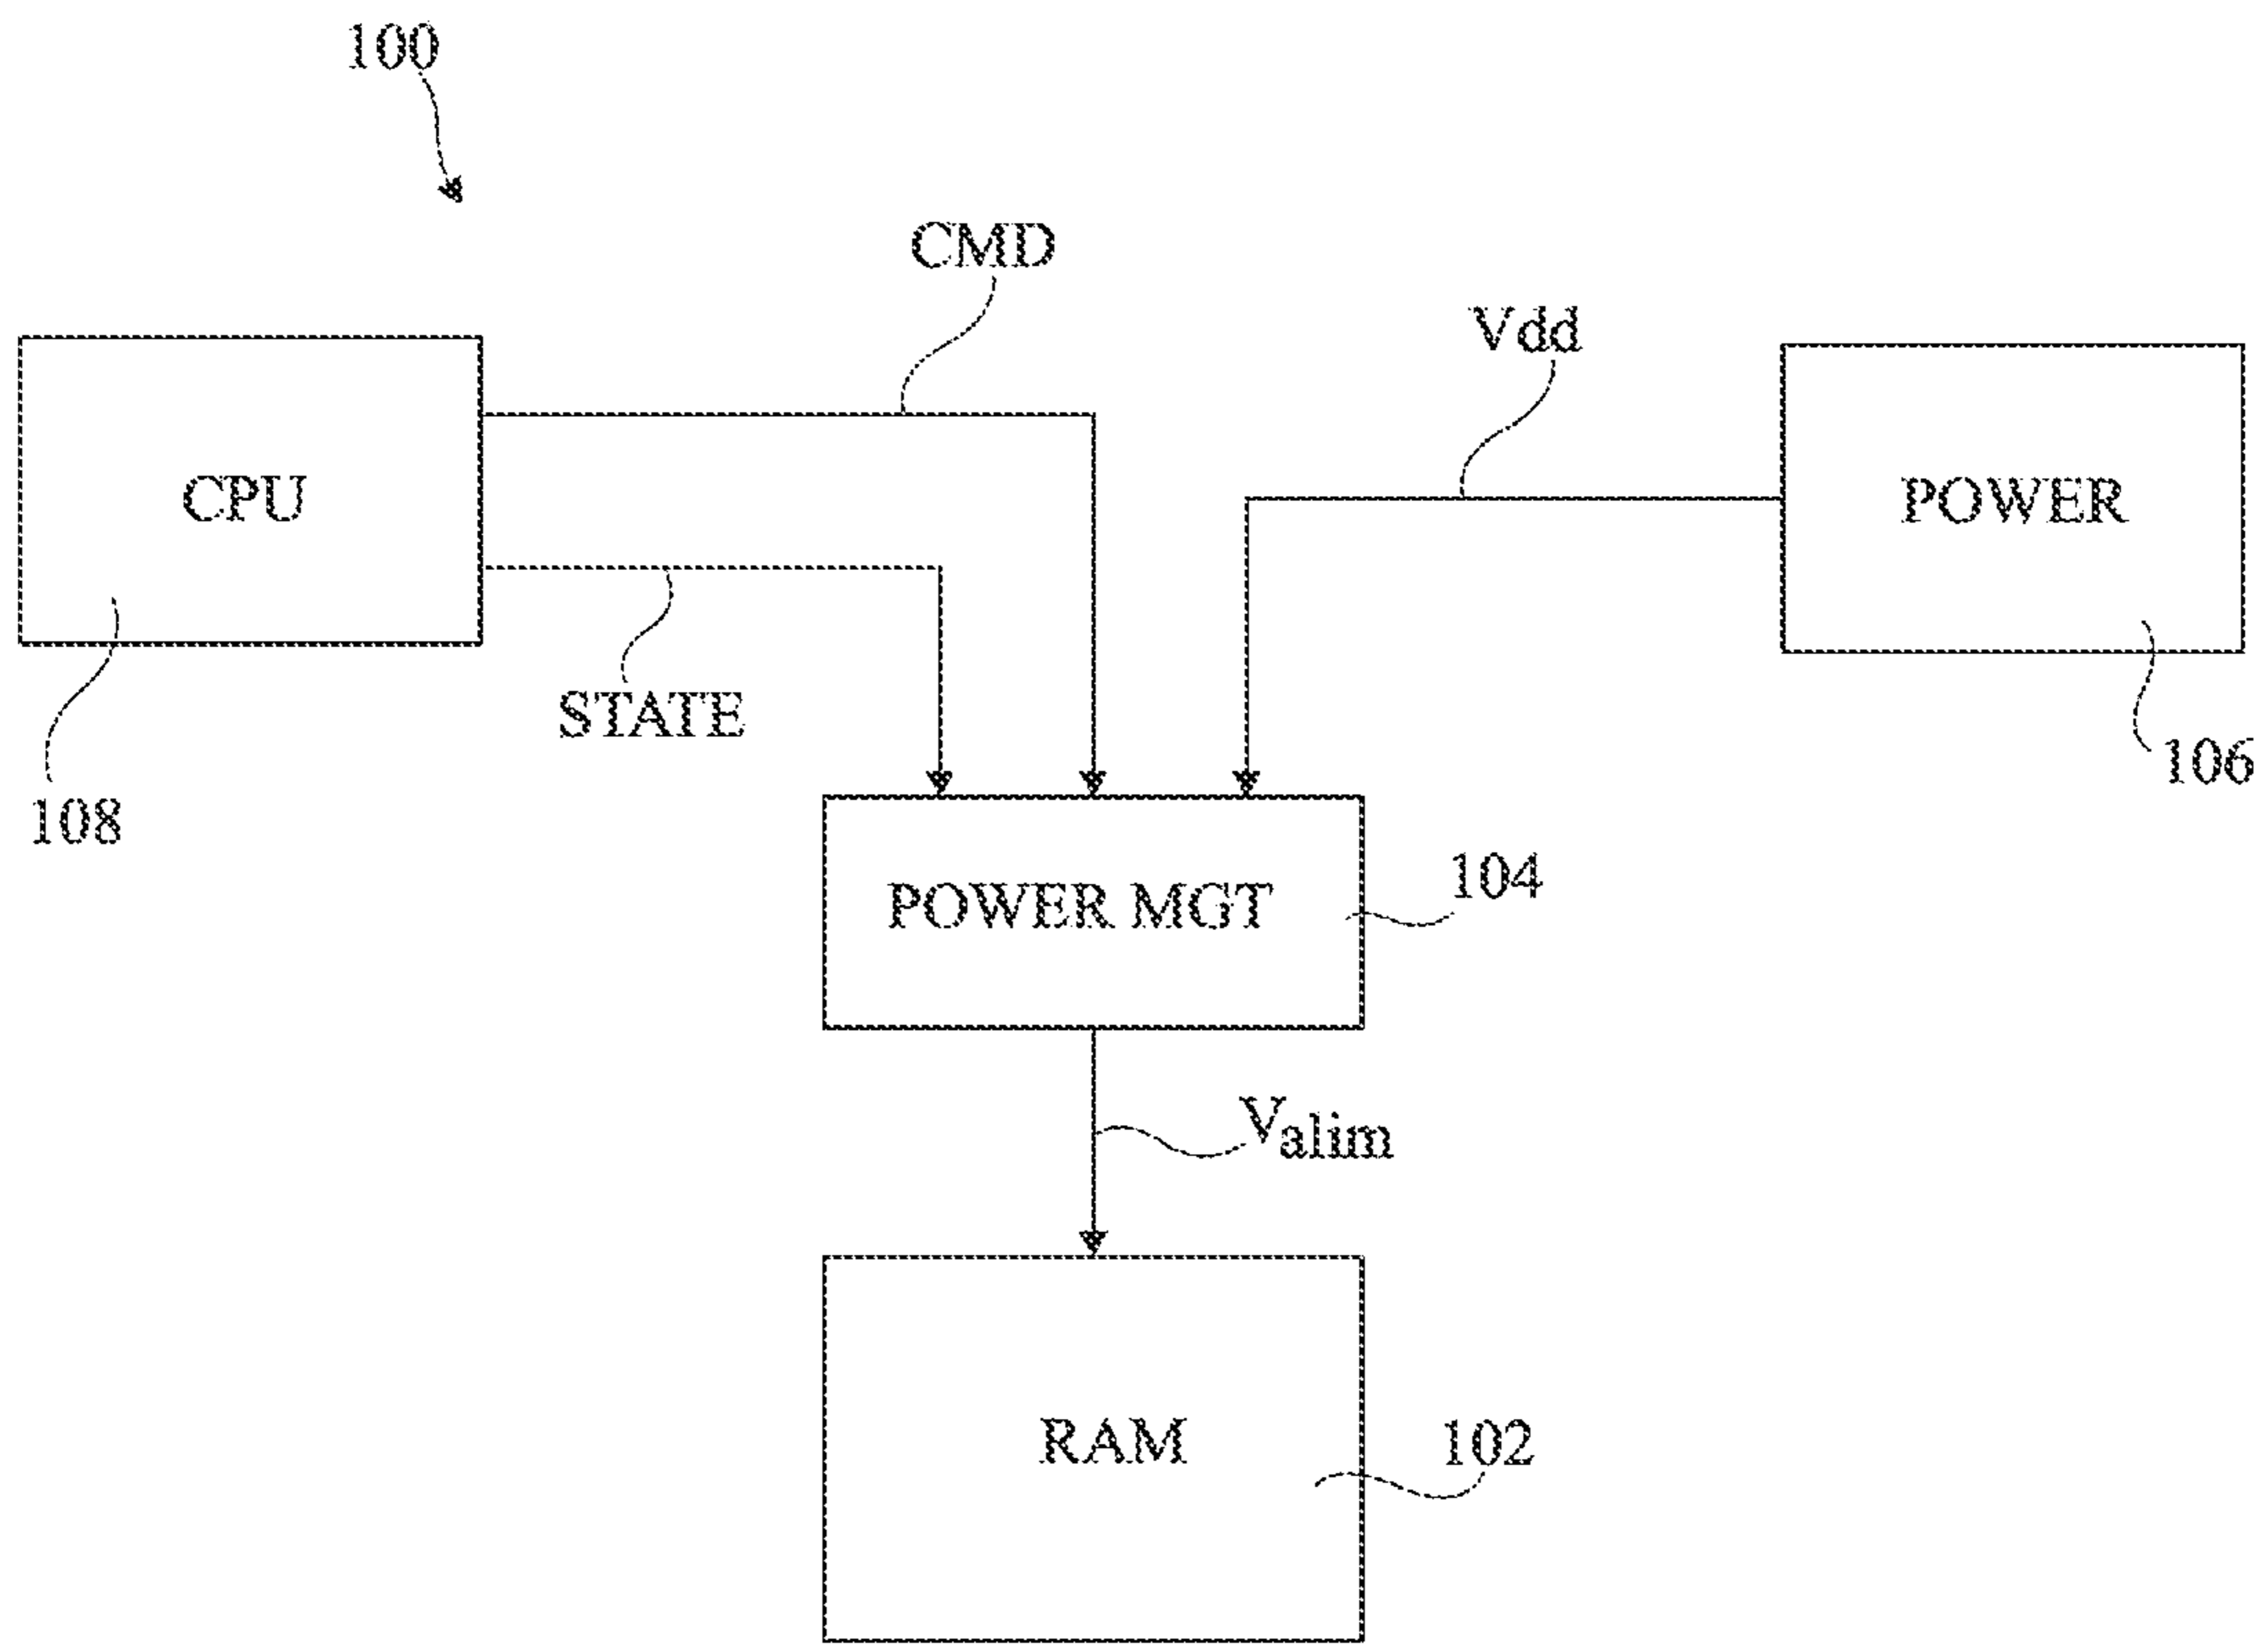 100
CMD
Vdd
CPU
POWER
STATE
106
108
104
POWER MGT
Valim
RAM
102